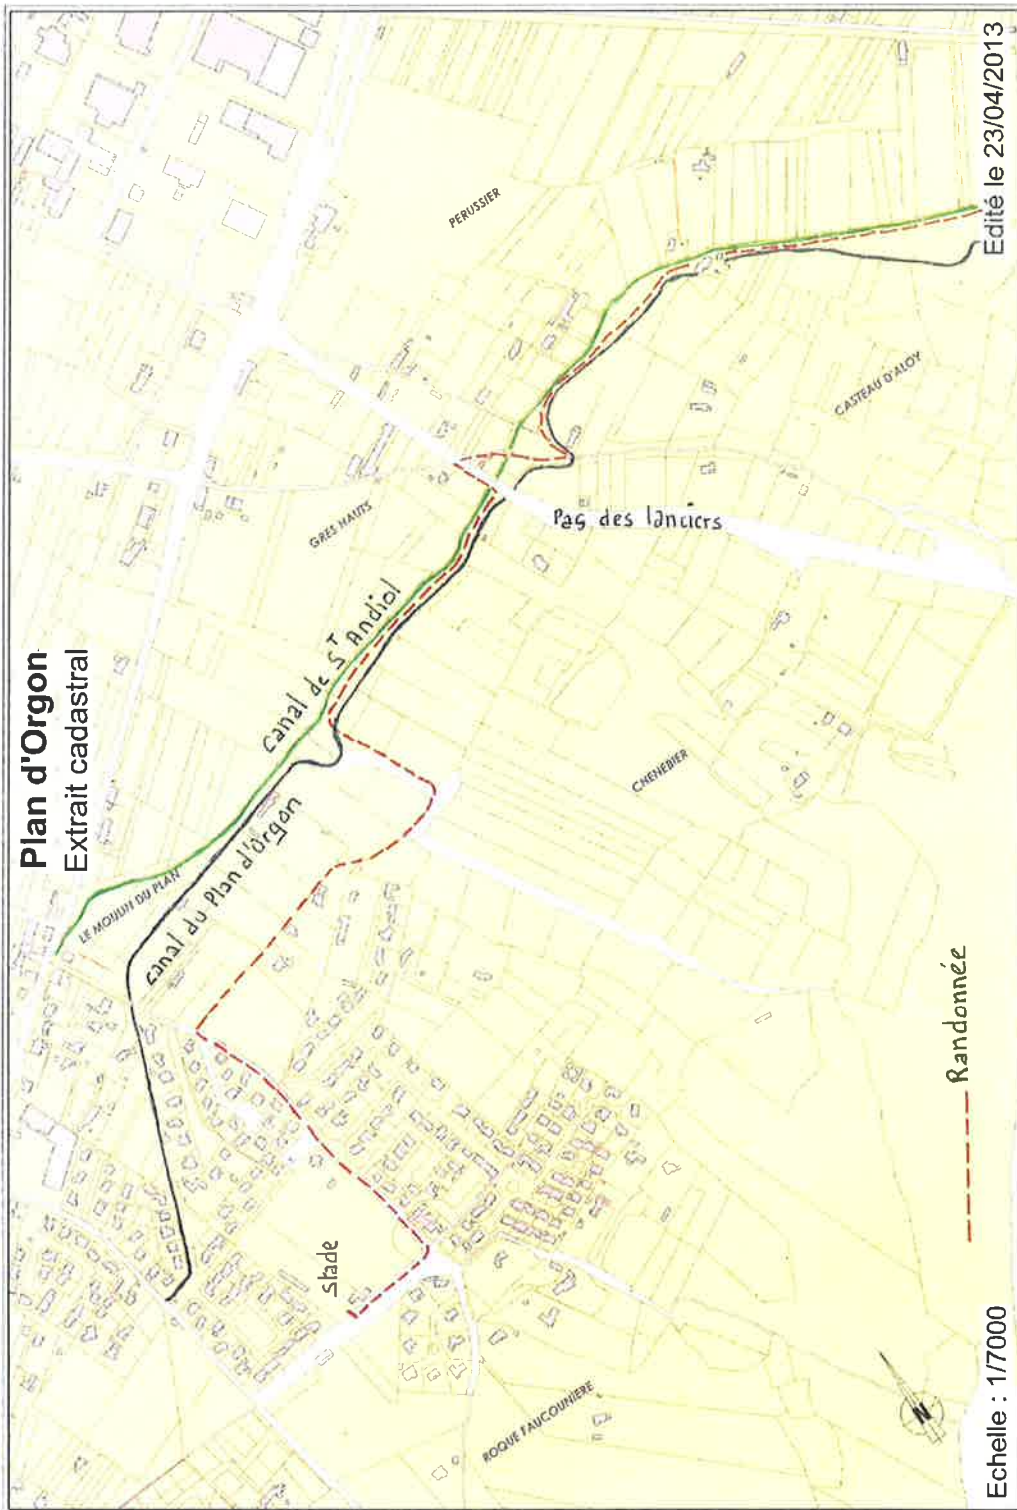 Plan d'Orgon
Extrait cadastral
LE MOULIN DU PLAN
Canal de Sᵀ Andiol
Canal du Plan d'Orgon
GRES HAUTS
PERUSSIER
Pas des lanciers
CASTEAU D'ALOY
CHENEBIER
Stade
ROQUE FAUCOUNIERE
Randonnée
N
Echelle : 1/7000
Edité le 23/04/2013